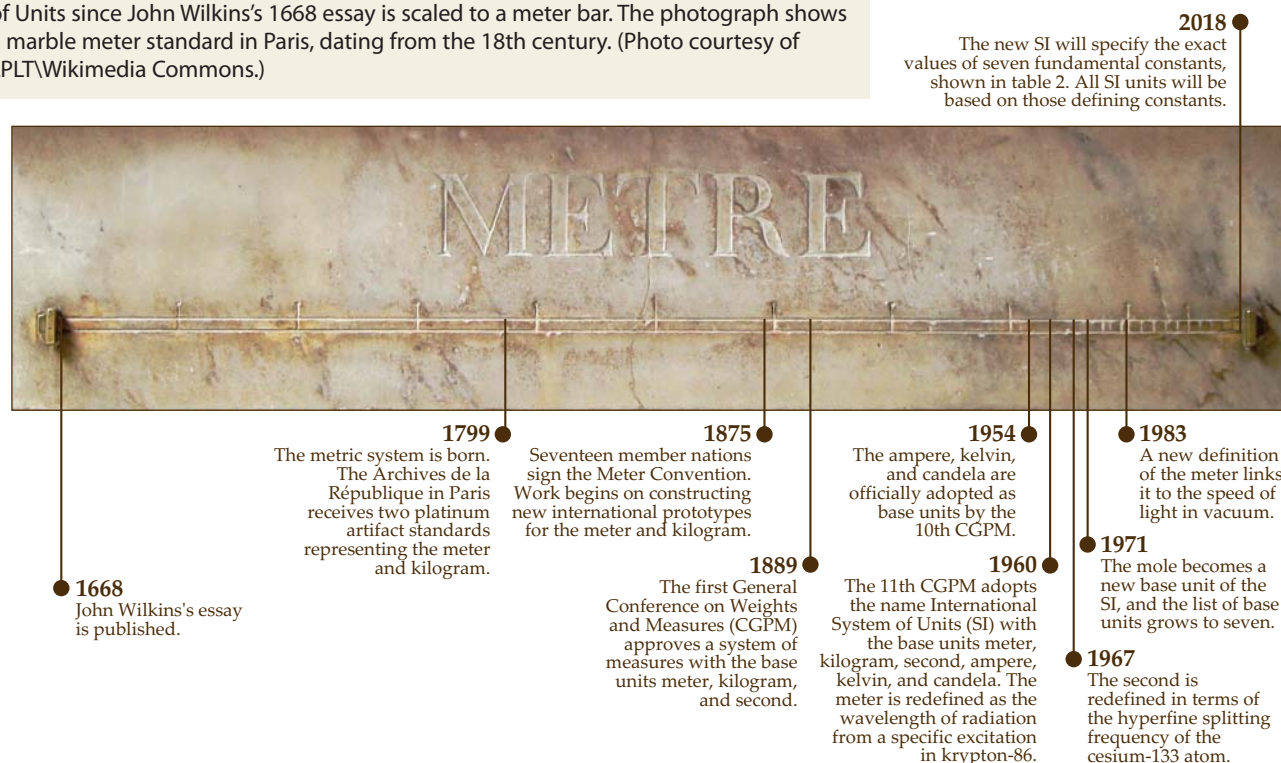 of Units since John Wilkins's 1668 essay is scaled to a meter bar. The photograph shows
marble meter standard in Paris, dating from the 18th century. (Photo courtesy of
PLT\Wikimedia Commons.)
2018
The new SI will specify the exact
values of seven fundamental constants,
shown in table 2. All SI units will be
based on those defining constants.
METRE
1799
The metric system is born.
The Archives de la
République in Paris
receives two platinum
artifact standards
representing the meter
and kilogram.
1875
Seventeen member nations
sign the Meter Convention.
Work begins on constructing
new international prototypes
for the meter and kilogram.
1954
The ampere, kelvin,
and candela are
officially adopted as
base units by the
10th CGPM.
1983
A new definition
of the meter links
it to the speed of
light in vacuum.
1668
John Wilkins's essay
is published.
1889
The first General
Conference on Weights
and Measures (CGPM)
approves a system of
measures with the base
units meter, kilogram,
and second.
1960
The 11th CGPM adopts
the name International
System of Units (SI) with
the base units meter,
kilogram, second, ampere,
kelvin, and candela. The
meter is redefined as the
wavelength of radiation
from a specific excitation
in krypton-86.
1971
The mole becomes a
new base unit of the
SI, and the list of base
units grows to seven.
1967
The second is
redefined in terms of
the hyperfine splitting
frequency of the
cesium-133 atom.